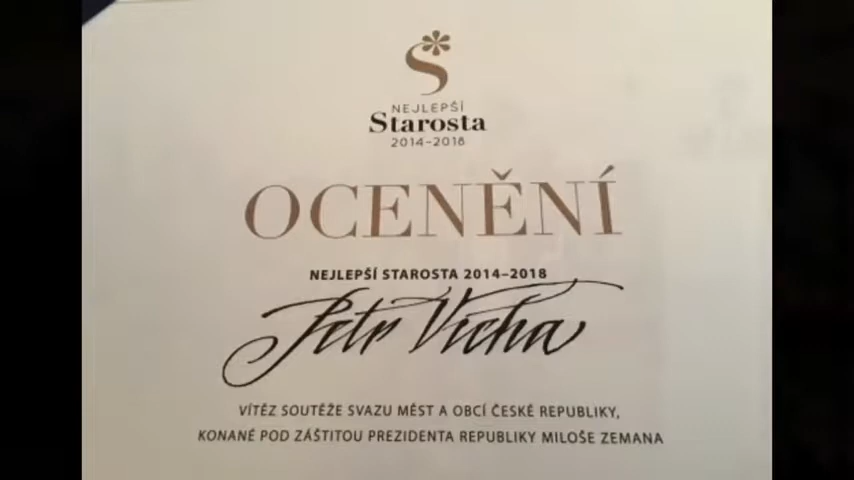 NEJLEPŠÍ
Starosta
2014–2018
OCENĚNÍ
NEJLEPŠÍ STAROSTA 2014–2018
Petr Vícha
VÍTĚZ SOUTĚŽE SVAZU MĚST A OBCÍ ČESKÉ REPUBLIKY,
KONANÉ POD ZÁŠTITOU PREZIDENTA REPUBLIKY MILOŠE ZEMANA